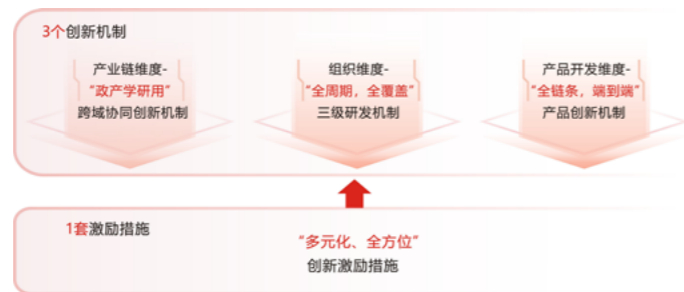 3个创新机制
产业链维度-
“政产学研用”
跨域协同创新机制
组织维度-
“全周期，全覆盖”
三级研发机制
产品开发维度-
“全链条，端到端”
产品创新机制
1套激励措施
“多元化、全方位”
创新激励措施